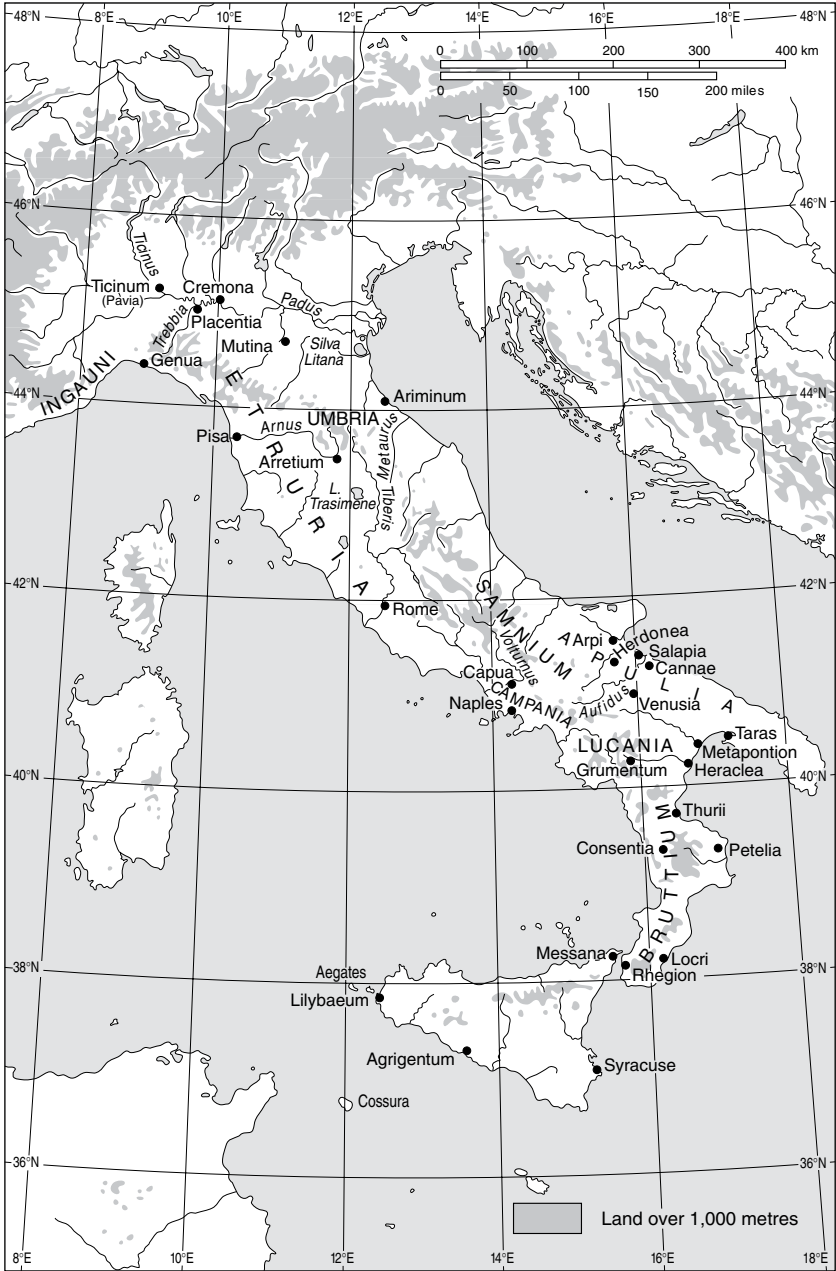 48°N 8°E 10°E 12°E 14°E 16°E 18°E 48°N
0 100 200 300 400 km
0 50 100 150 200 miles
46°N 46°N
Ticinus
Ticinum
(Pavia)
Cremona
Padus
Trebbia
Placentia
Mutina
Silva
Litana
Genua
INGAUNI
44°N 44°N
Ariminum
ETRURIA
UMBRIA
Arnus
Pisa
Metaurus
Arretium
L.
Trasimene
Tiberis
42°N 42°N
Rome
SAMNIUM
Volturnus
APULIA
Arpi
Herdonea
Salapia
Cannae
Capua
CAMPANIA
Naples
Aufidus
Venusia
LUCANIA
Taras
Metapontion
Grumentum
Heraclea
40°N 40°N
Thurii
BRUTTIUM
Consentia
Petelia
Messana
Locri
Rhegion
38°N 38°N
Aegates
Lilybaeum
Agrigentum
Syracuse
Cossura
36°N 36°N
Land over 1,000 metres
8°E 10°E 12°E 14°E 16°E 18°E